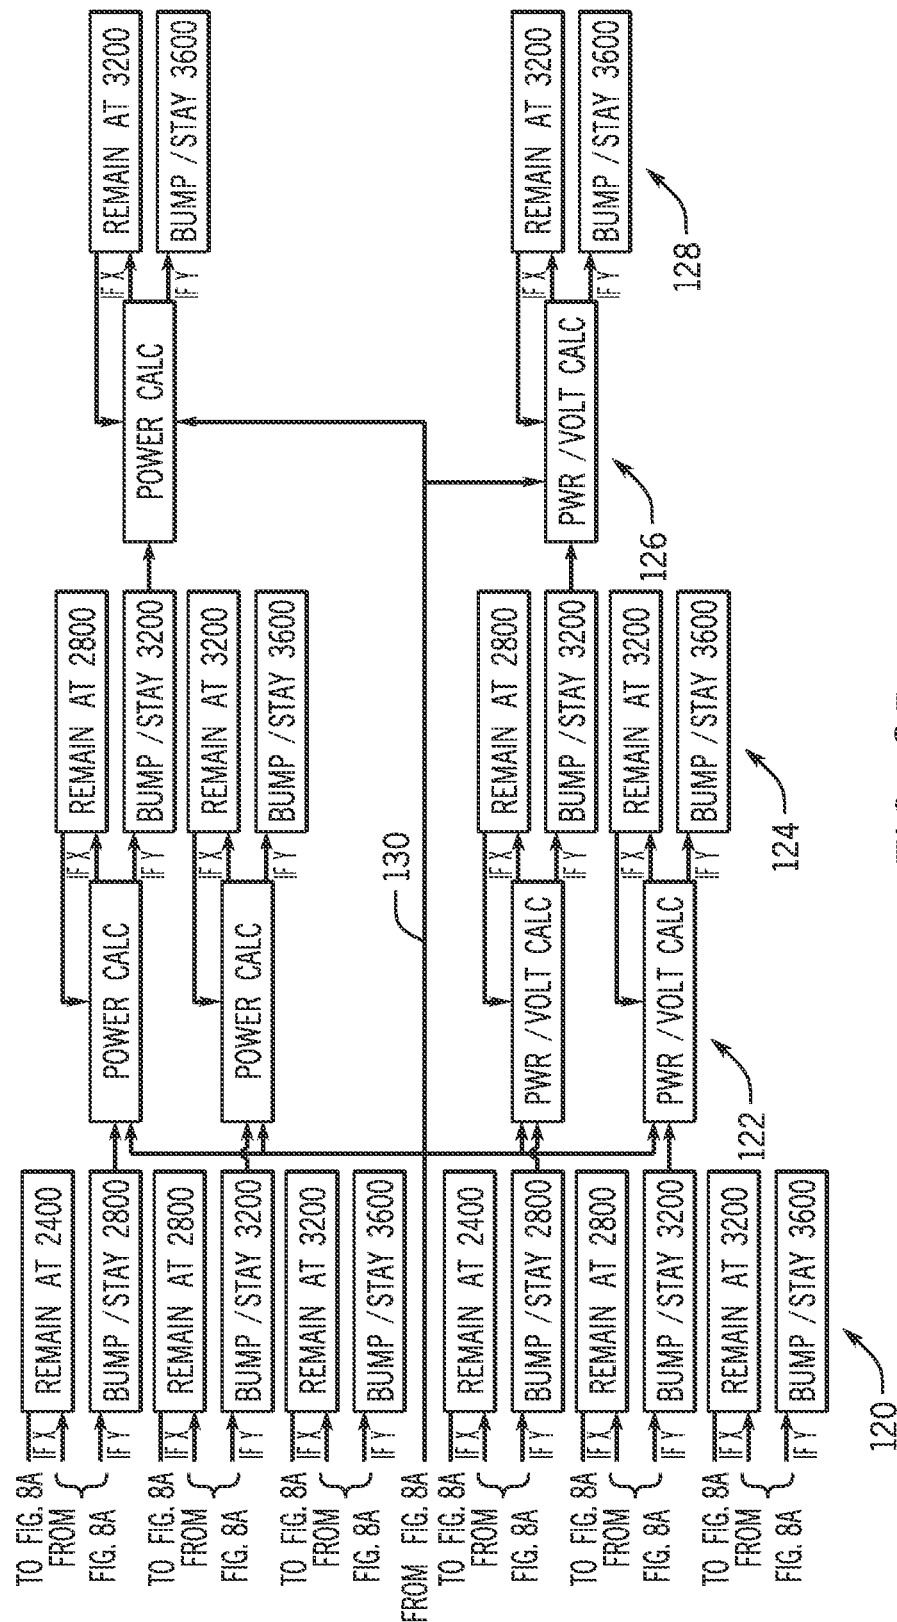 TO FIG. 8A
FROM
FIG. 8A
IF X
IF Y
REMAIN AT 2400
BUMP / STAY 2800
TO FIG. 8A
FROM
FIG. 8A
IF X
IF Y
REMAIN AT 2800
BUMP / STAY 3200
TO FIG. 8A
FROM
FIG. 8A
IF X
IF Y
REMAIN AT 3200
BUMP / STAY 3600
FROM FIG. 8A
TO FIG. 8A
FROM
FIG. 8A
IF X
IF Y
REMAIN AT 2400
BUMP / STAY 2800
TO FIG. 8A
FROM
FIG. 8A
IF X
IF Y
REMAIN AT 2800
BUMP / STAY 3200
TO FIG. 8A
FROM
FIG. 8A
IF X
IF Y
REMAIN AT 3200
BUMP / STAY 3600
120
POWER CALC
POWER CALC
130
PWR / VOLT CALC
PWR / VOLT CALC
122
IF X
IF Y
REMAIN AT 2800
BUMP / STAY 3200
IF X
IF Y
REMAIN AT 3200
BUMP / STAY 3600
IF X
IF Y
REMAIN AT 2800
BUMP / STAY 3200
IF X
IF Y
REMAIN AT 3200
BUMP / STAY 3600
124
POWER CALC
PWR / VOLT CALC
126
IF X
IF Y
REMAIN AT 3200
BUMP / STAY 3600
IF X
IF Y
REMAIN AT 3200
BUMP / STAY 3600
128